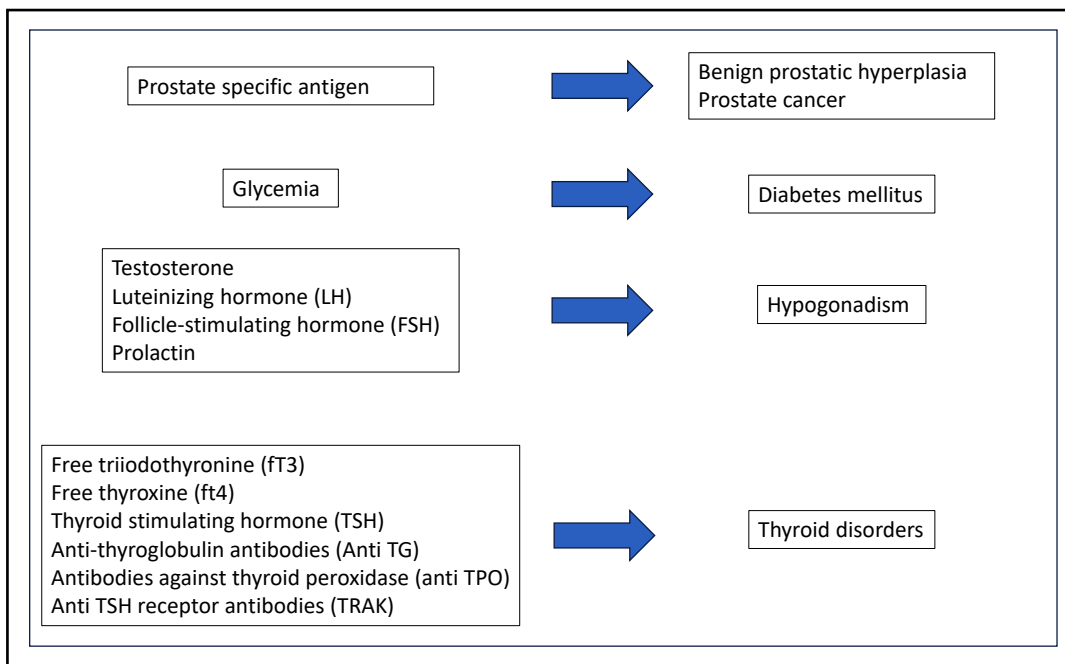 Prostate specific antigen
Benign prostatic hyperplasia
Prostate cancer
Glycemia
Diabetes mellitus
Testosterone
Luteinizing hormone (LH)
Follicle-stimulating hormone (FSH)
Prolactin
Hypogonadism
Free triiodothyronine (fT3)
Free thyroxine (ft4)
Thyroid stimulating hormone (TSH)
Anti-thyroglobulin antibodies (Anti TG)
Antibodies against thyroid peroxidase (anti TPO)
Anti TSH receptor antibodies (TRAK)
Thyroid disorders